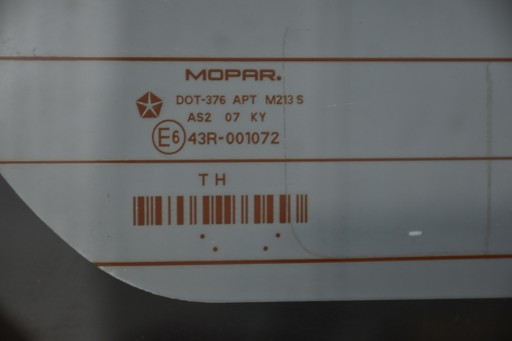 MOPAR.
DOT-376 APT M213 S
AS2 07 KY
E6 43R-001072
T H